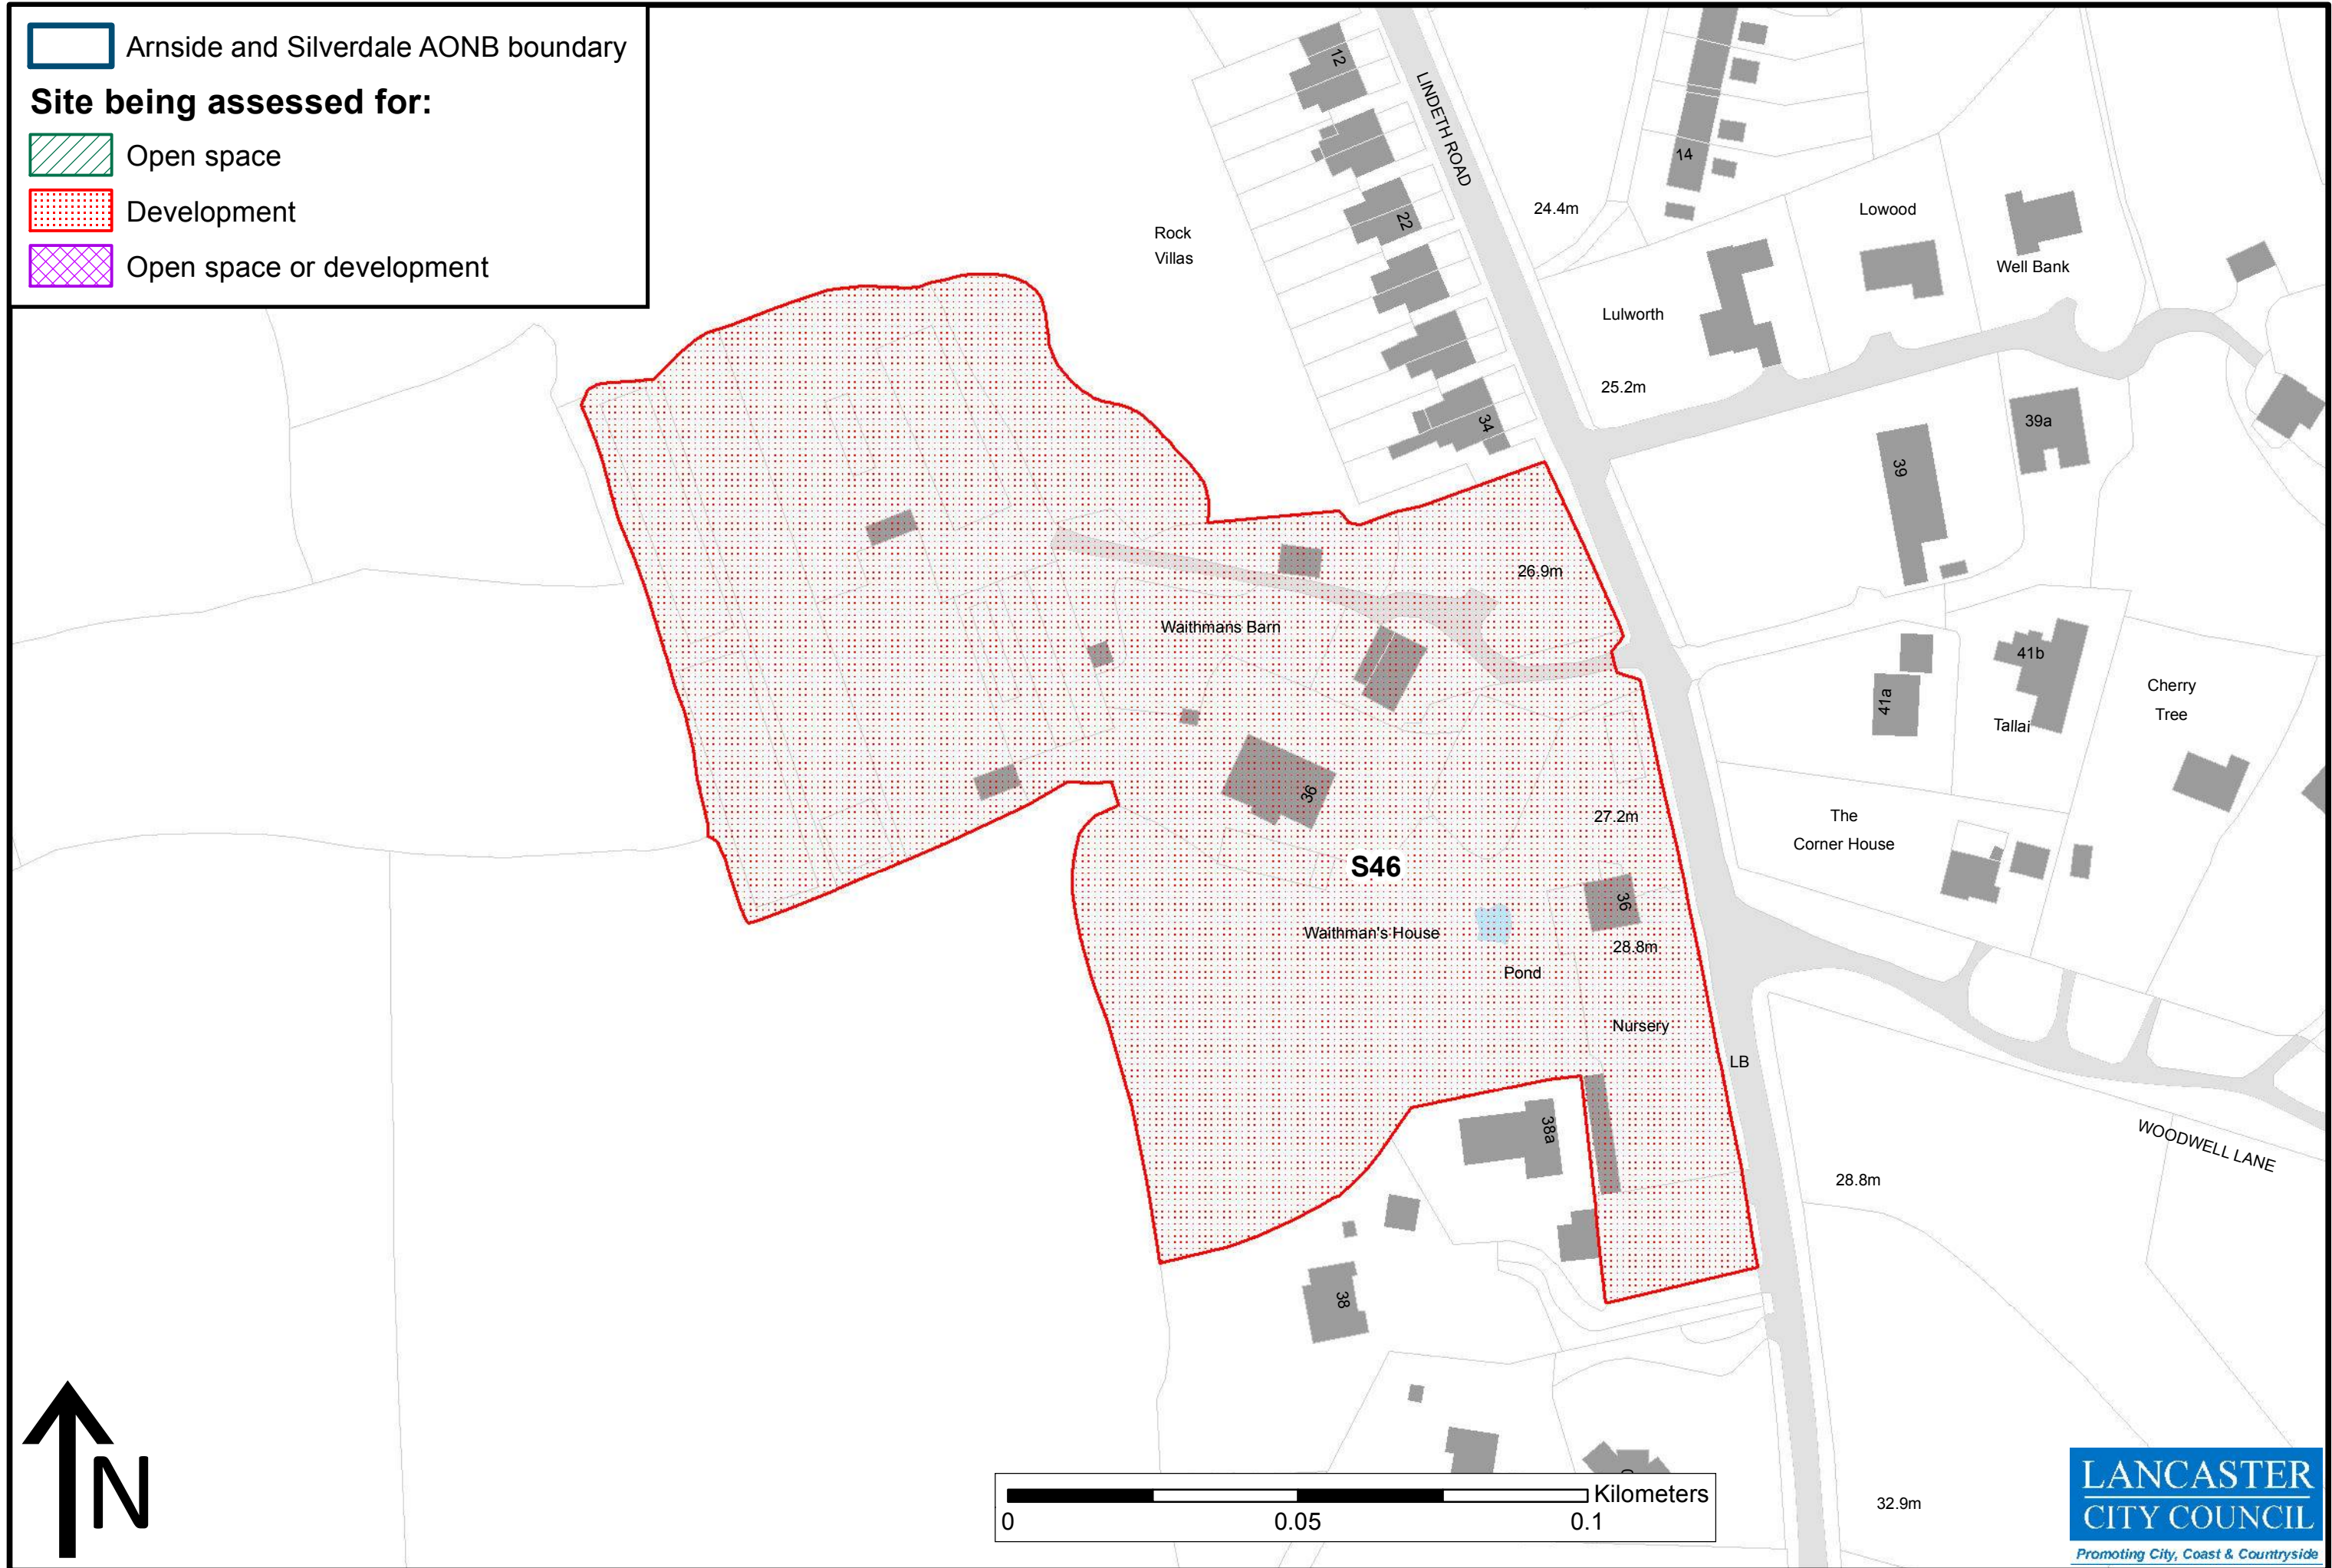 Arnside and Silverdale AONB boundary
Site being assessed for:
Open space
Development
Open space or development
12
LINDETH ROAD
14
22
24.4m
Lowood
Rock
Villas
Well Bank
Lulworth
25.2m
34
39a
39
26.9m
Waithmans Barn
41b
41a
Cherry
Tree
Tallai
36
27.2m
The
Corner House
S46
36
Waithman's House
28.8m
Pond
Nursery
LB
38a
WOODWELL LANE
28.8m
38
Kilometers
0
0.05
0.1
32.9m
N
LANCASTER
CITY COUNCIL
Promoting City, Coast & Countryside